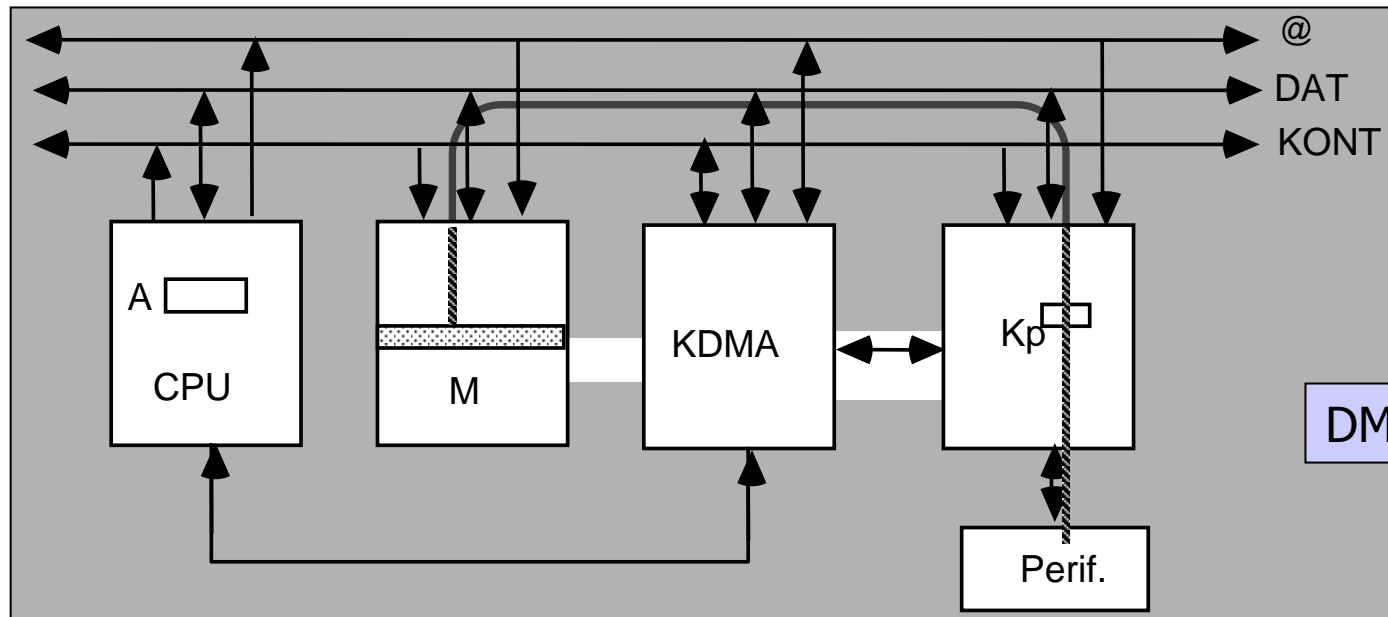 @
DAT
KONT
A
CPU
M
KDMA
Kp
DM
Perif.